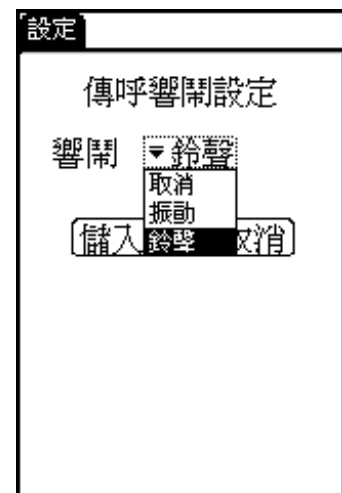 設定
傳呼響鬧設定
響鬧 ▾鈴聲
取消
振動
鈴聲
儲入 取消